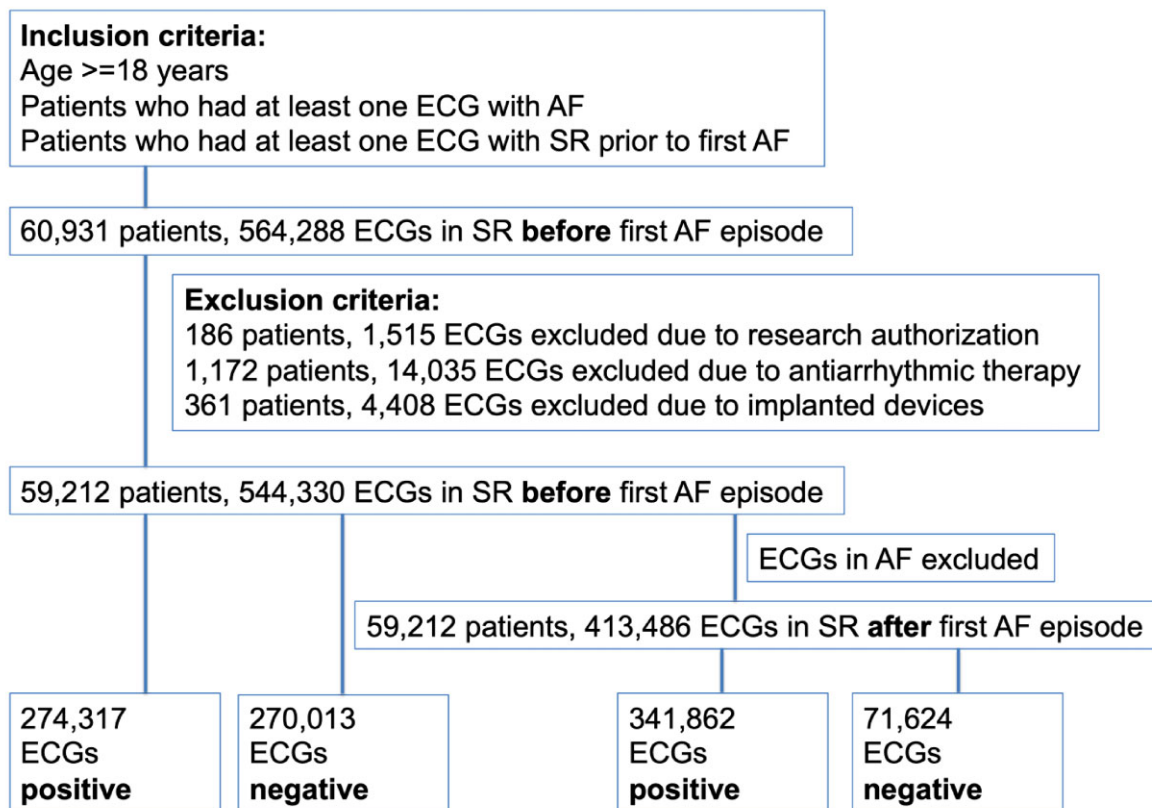 Inclusion criteria:
Age >=18 years
Patients who had at least one ECG with AF
Patients who had at least one ECG with SR prior to first AF
60,931 patients, 564,288 ECGs in SR before first AF episode
Exclusion criteria:
186 patients, 1,515 ECGs excluded due to research authorization
1,172 patients, 14,035 ECGs excluded due to antiarrhythmic therapy
361 patients, 4,408 ECGs excluded due to implanted devices
59,212 patients, 544,330 ECGs in SR before first AF episode
ECGs in AF excluded
59,212 patients, 413,486 ECGs in SR after first AF episode
274,317
ECGs
positive
270,013
ECGs
negative
341,862
ECGs
positive
71,624
ECGs
negative